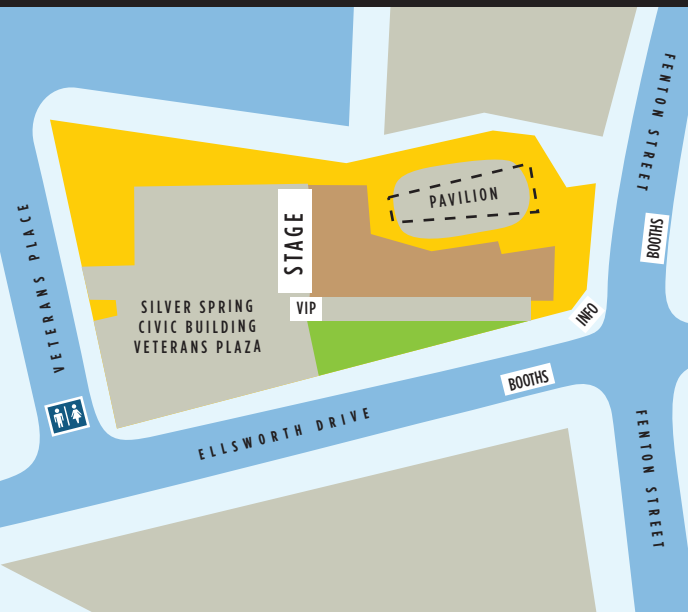 FENTON STREET
PAVILION
VETERANS PLACE
STAGE
BOOTHS
SILVER SPRING
CIVIC BUILDING
VETERANS PLAZA
VIP
INFO
BOOTHS
ELLSWORTH DRIVE
FENTON STREET